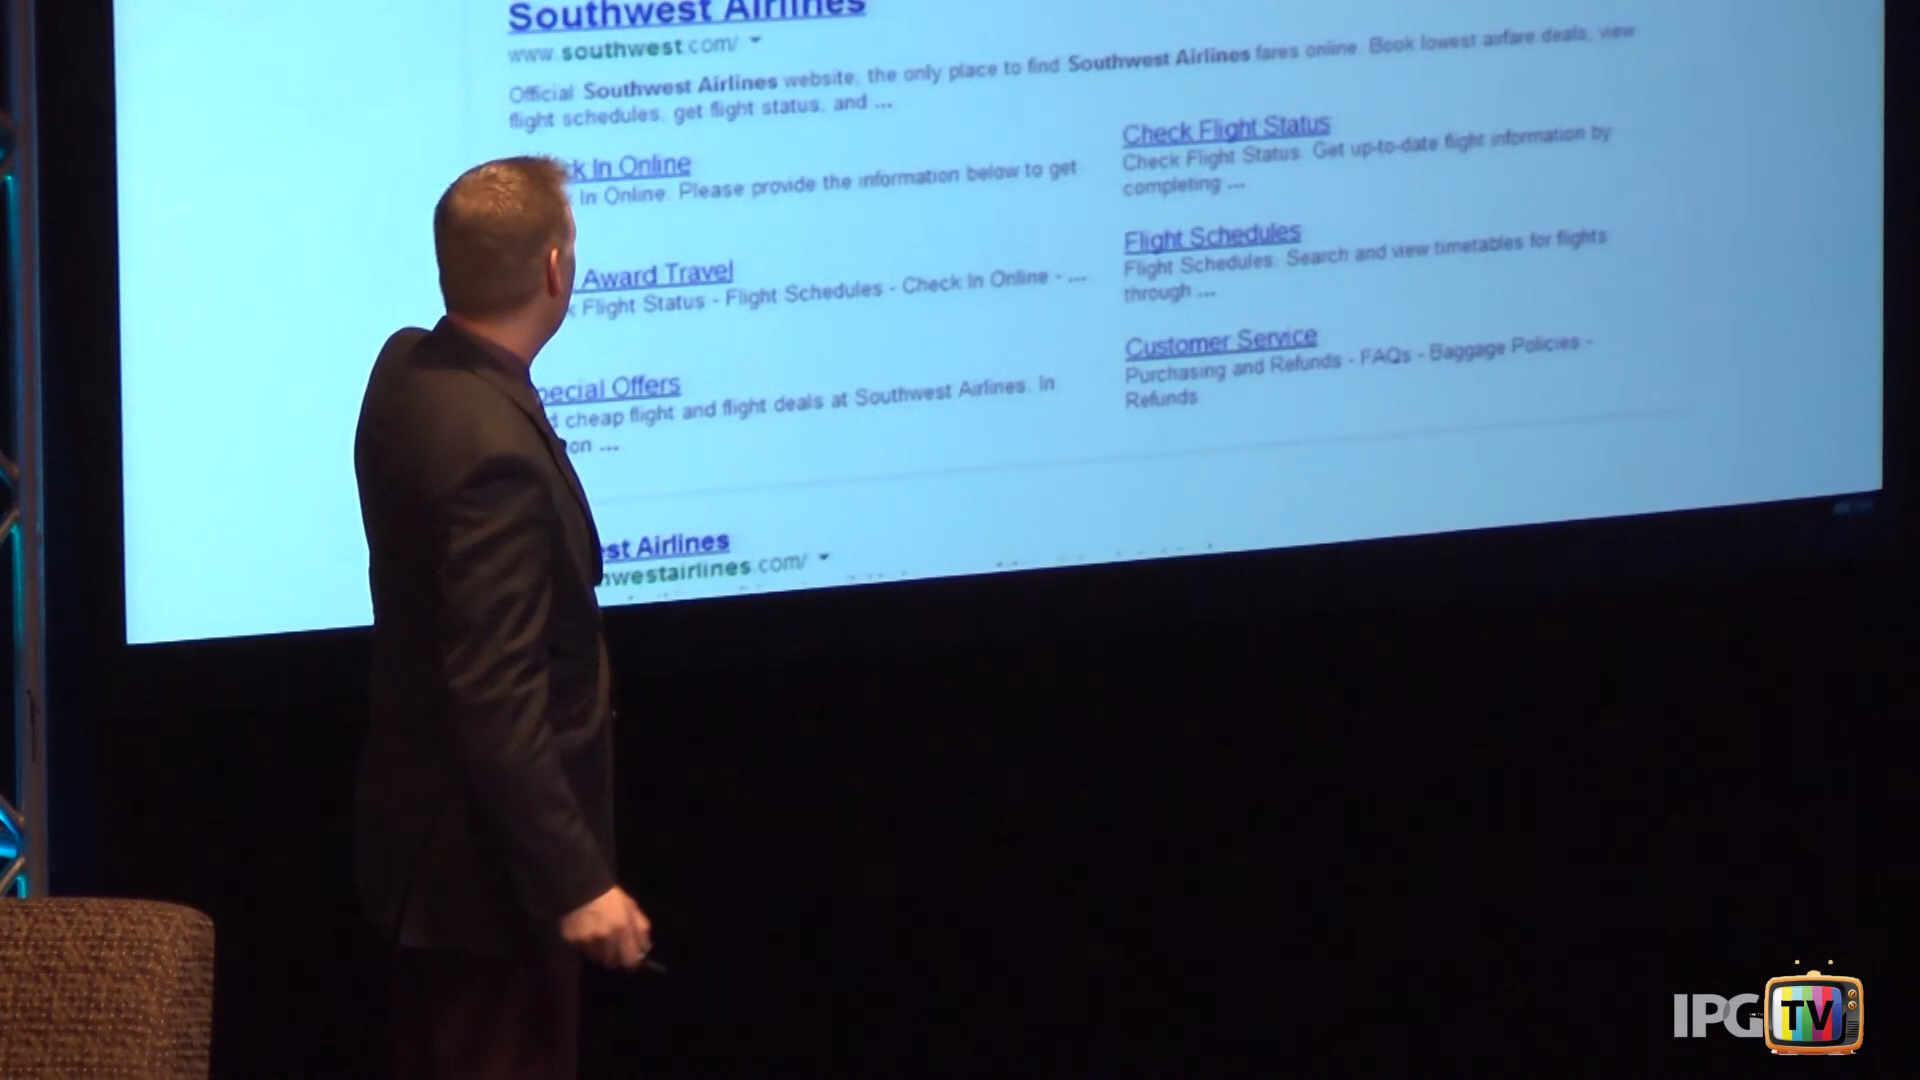 Southwest Airlines
www.southwest.com/
Official Southwest Airlines website, the only place to find Southwest Airlines fares online. Book lowest airfare deals, view
flight schedules, get flight status, and ...
ck In Online
In Online. Please provide the information below to get
Award Travel
Flight Status - Flight Schedules - Check In Online - ...
pecial Offers
d cheap flight and flight deals at Southwest Airlines. In
on ...
Check Flight Status
Check Flight Status. Get up-to-date flight information by
completing ...
Flight Schedules
Flight Schedules. Search and view timetables for flights
through ...
Customer Service
Purchasing and Refunds - FAQs - Baggage Policies -
Refunds
st Airlines
westairlines.com/
IPG TV